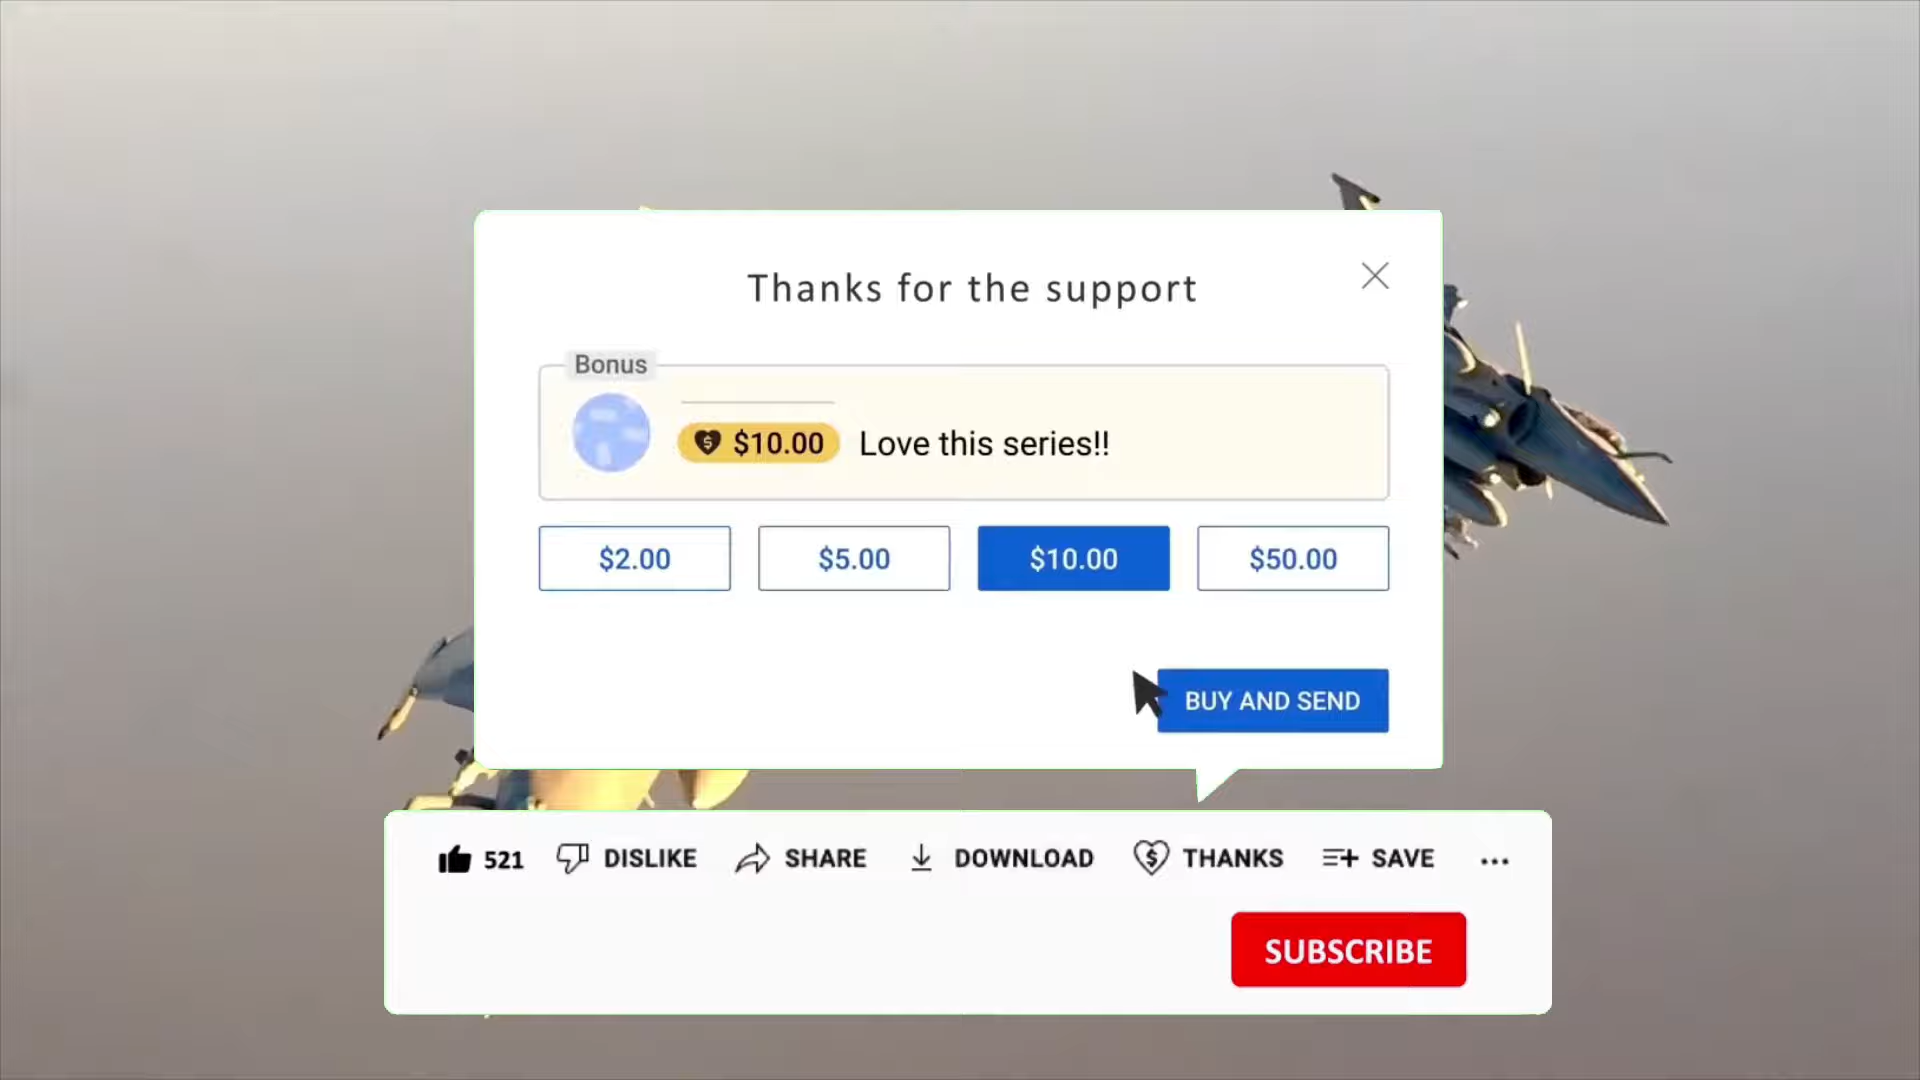 Thanks for the support
Bonus
$10.00 Love this series!!
$2.00 $5.00 $10.00 $50.00
BUY AND SEND
521 DISLIKE SHARE DOWNLOAD THANKS SAVE ...
SUBSCRIBE